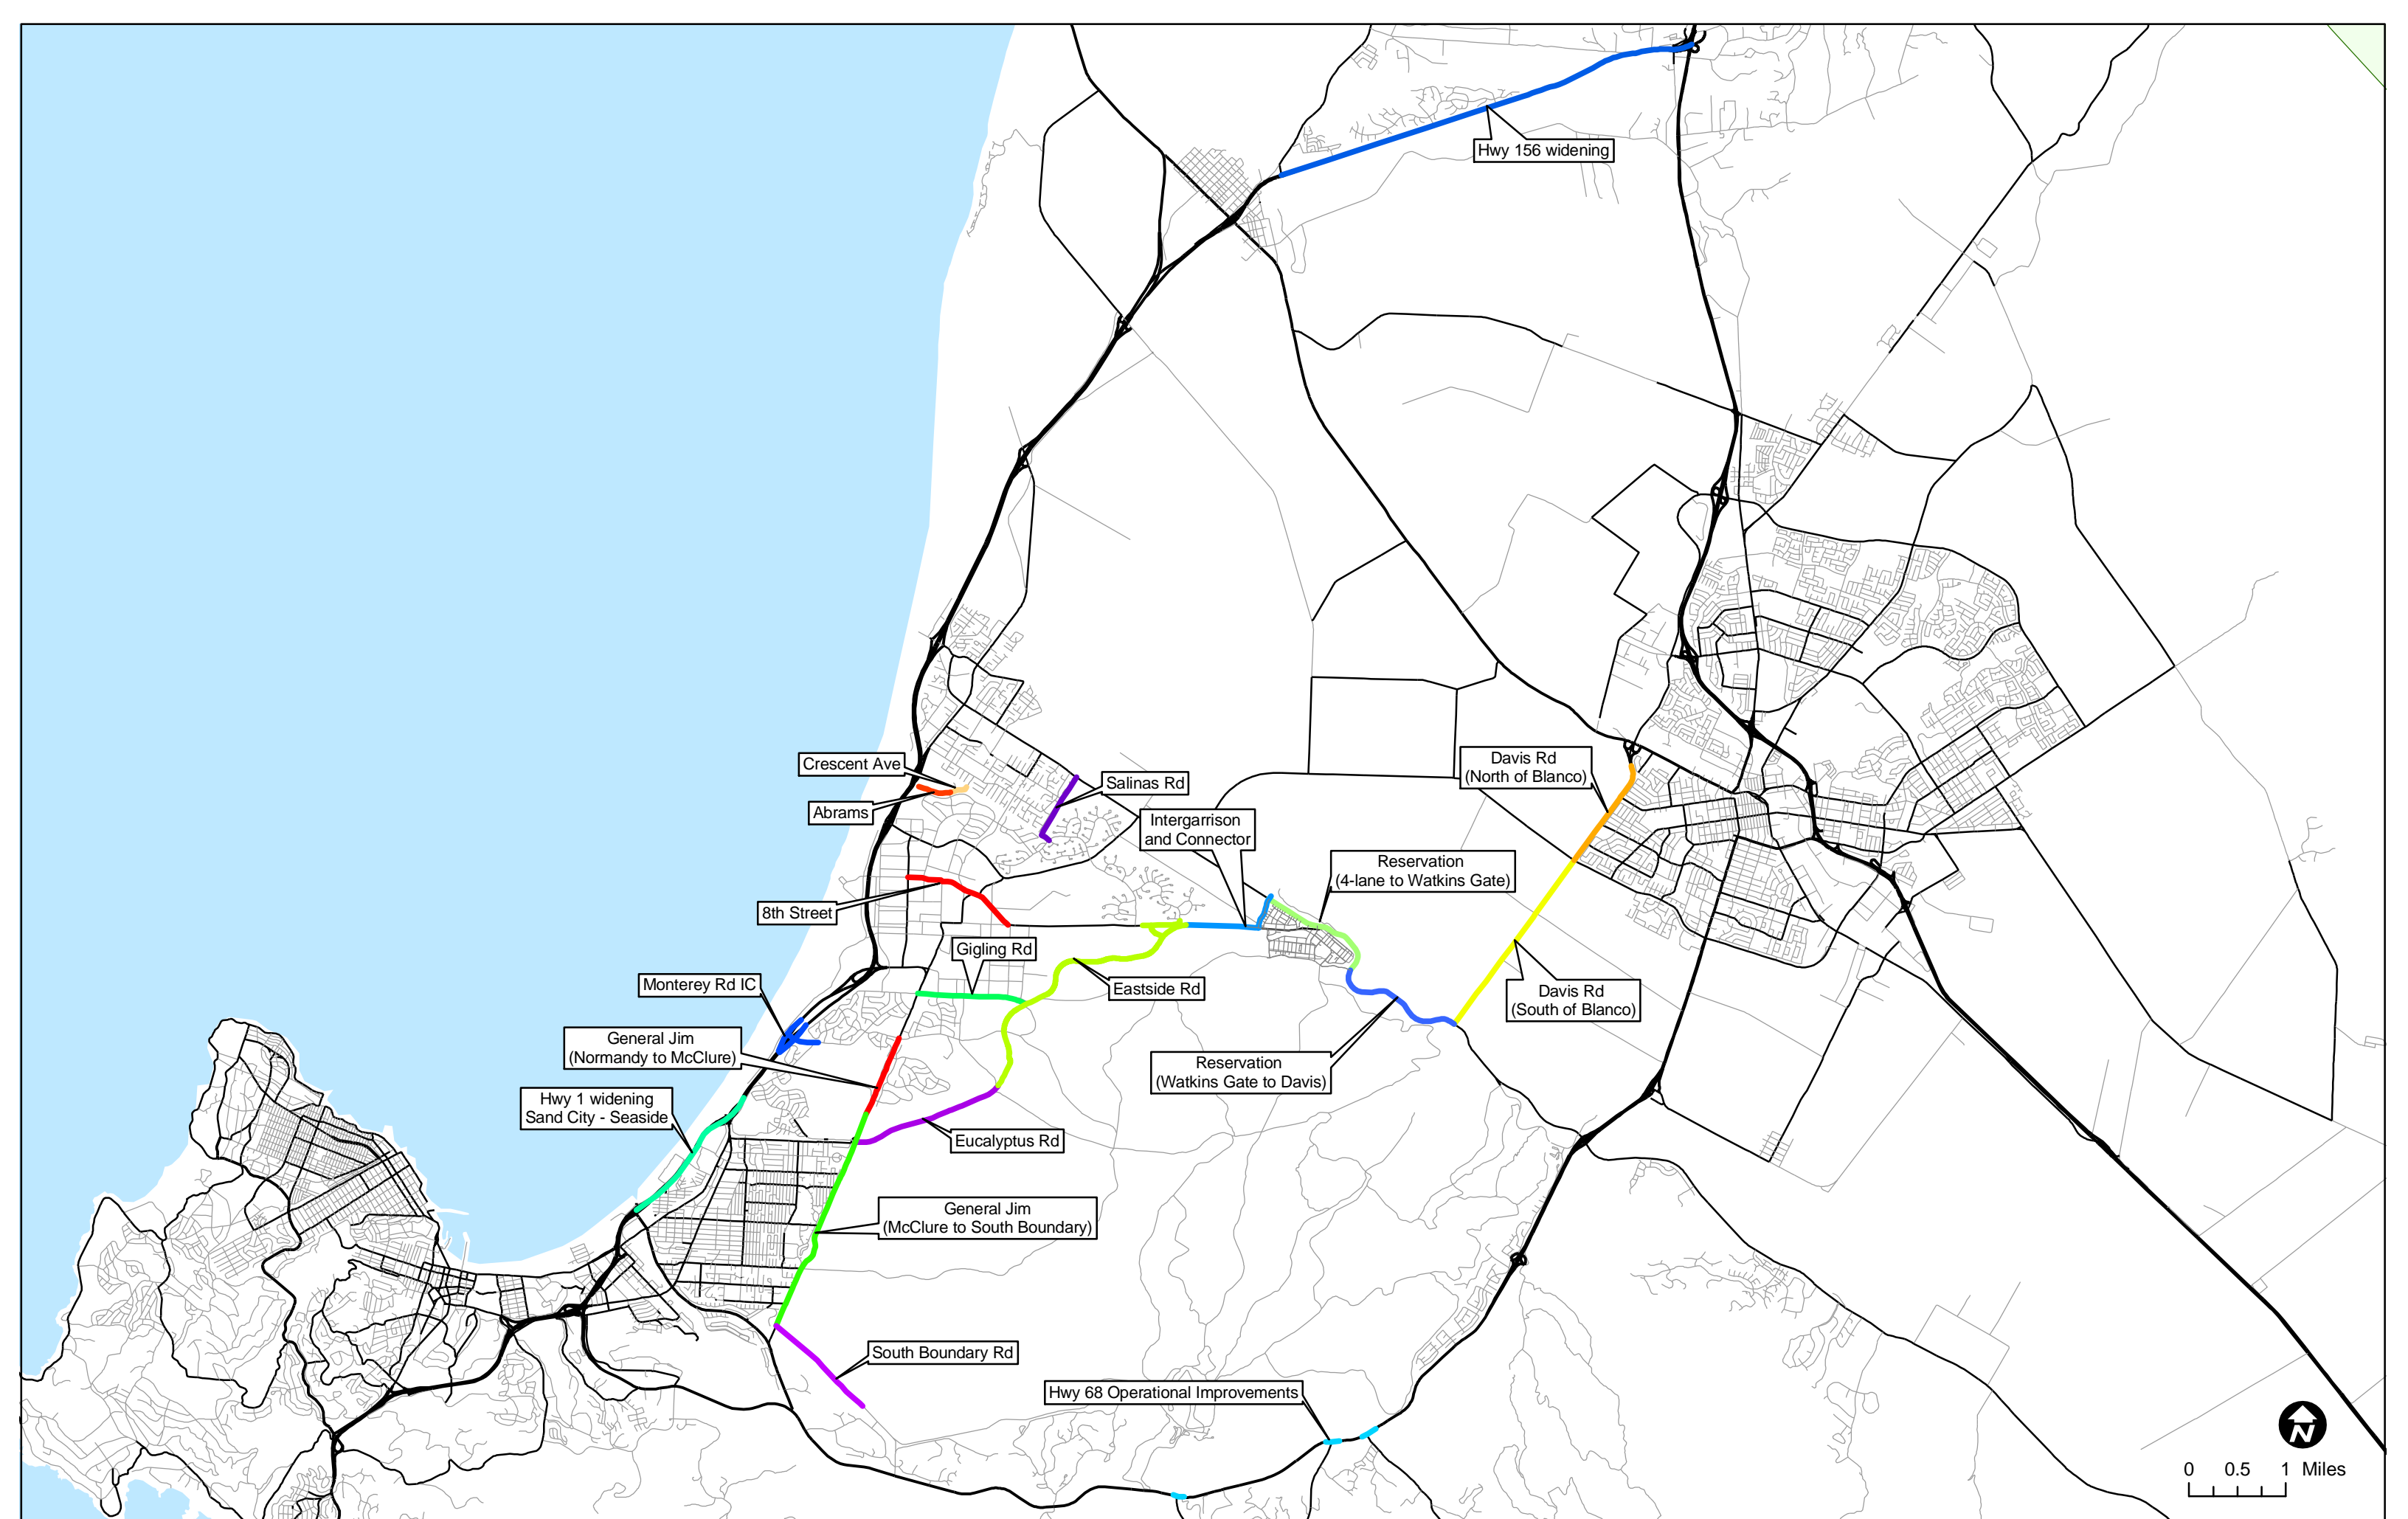 Hwy 156 widening
Crescent Ave
Abrams
Salinas Rd
Davis Rd
(North of Blanco)
Intergarrison
and Connector
Reservation
(4-lane to Watkins Gate)
8th Street
Gigling Rd
Monterey Rd IC
Eastside Rd
Davis Rd
(South of Blanco)
General Jim
(Normandy to McClure)
Reservation
(Watkins Gate to Davis)
Hwy 1 widening
Sand City - Seaside
Eucalyptus Rd
General Jim
(McClure to South Boundary)
South Boundary Rd
Hwy 68 Operational Improvements
N
0 0.5 1 Miles